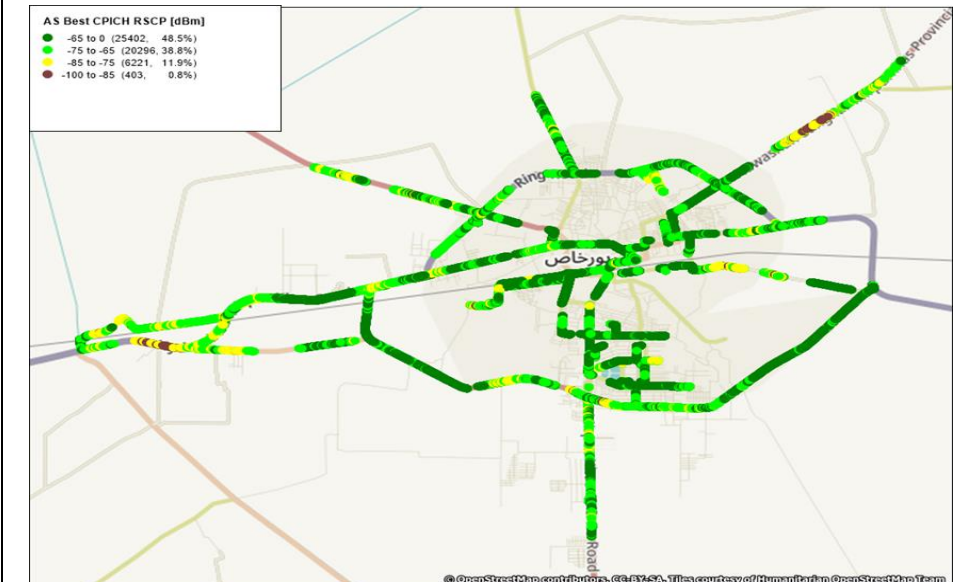 AS Best CPICH RSCP [dBm]
-65 to 0 (25402, 48.5%)
-75 to -65 (20296, 38.8%)
-85 to -75 (6221, 11.9%)
-100 to -85 (403, 0.8%)
Provinci
Ring
پورخاص
Road
© OpenStreetMap contributors, CC-BY-SA, Tiles courtesy of Humanitarian OpenStreetMap Team